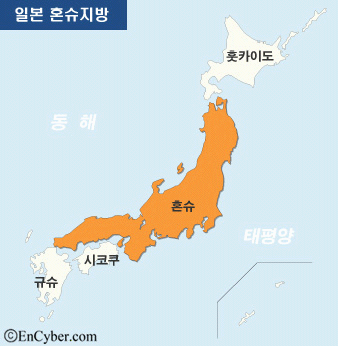 일본 혼슈지방
홋카이도
동 해
혼슈
태평양
시코쿠
규슈
©EnCyber.com